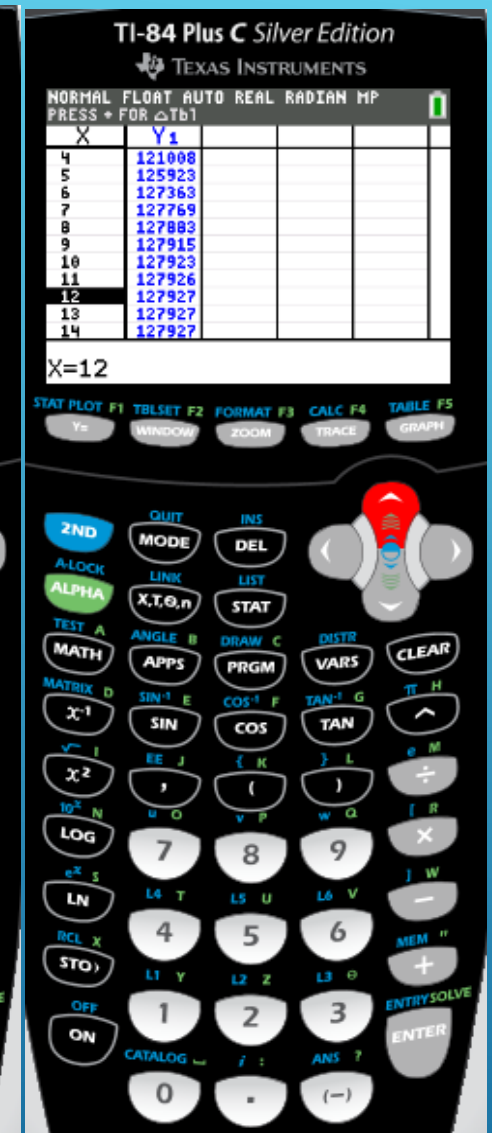 TI-84 Plus C Silver Edition
TEXAS INSTRUMENTS
NORMAL FLOAT AUTO REAL RADIAN MP
PRESS + FOR △Tb1
X Y1
4 121008
5 125923
6 127363
7 127769
8 127883
9 127915
10 127923
11 127926
12 127927
13 127927
14 127927
X=12
STAT PLOT F1 TBLSET F2 FORMAT F3 CALC F4 TABLE F5
Y= WINDOW ZOOM TRACE GRAPH
QUIT INS
2ND MODE DEL
A-LOCK LINK LIST
ALPHA X,T,Θ,n STAT
TEST A ANGLE B DRAW C DISTR
MATH APPS PRGM VARS CLEAR
MATRIX D SIN⁻¹ E COS⁻¹ F TAN⁻¹ G π H
x⁻¹ SIN COS TAN ^
√‾ I EE J { K } L e M
x² , ( ) ÷
10ˣ N u O v P w Q [ R
LOG 7 8 9 ×
eˣ S L4 T L5 U L6 V ] W
LN 4 5 6 −
RCL X L1 Y L2 Z L3 Θ MEM "
STO› 1 2 3 +
OFF CATALOG ⎵ i : ANS ? ENTRY SOLVE
ON 0 . (−) ENTER